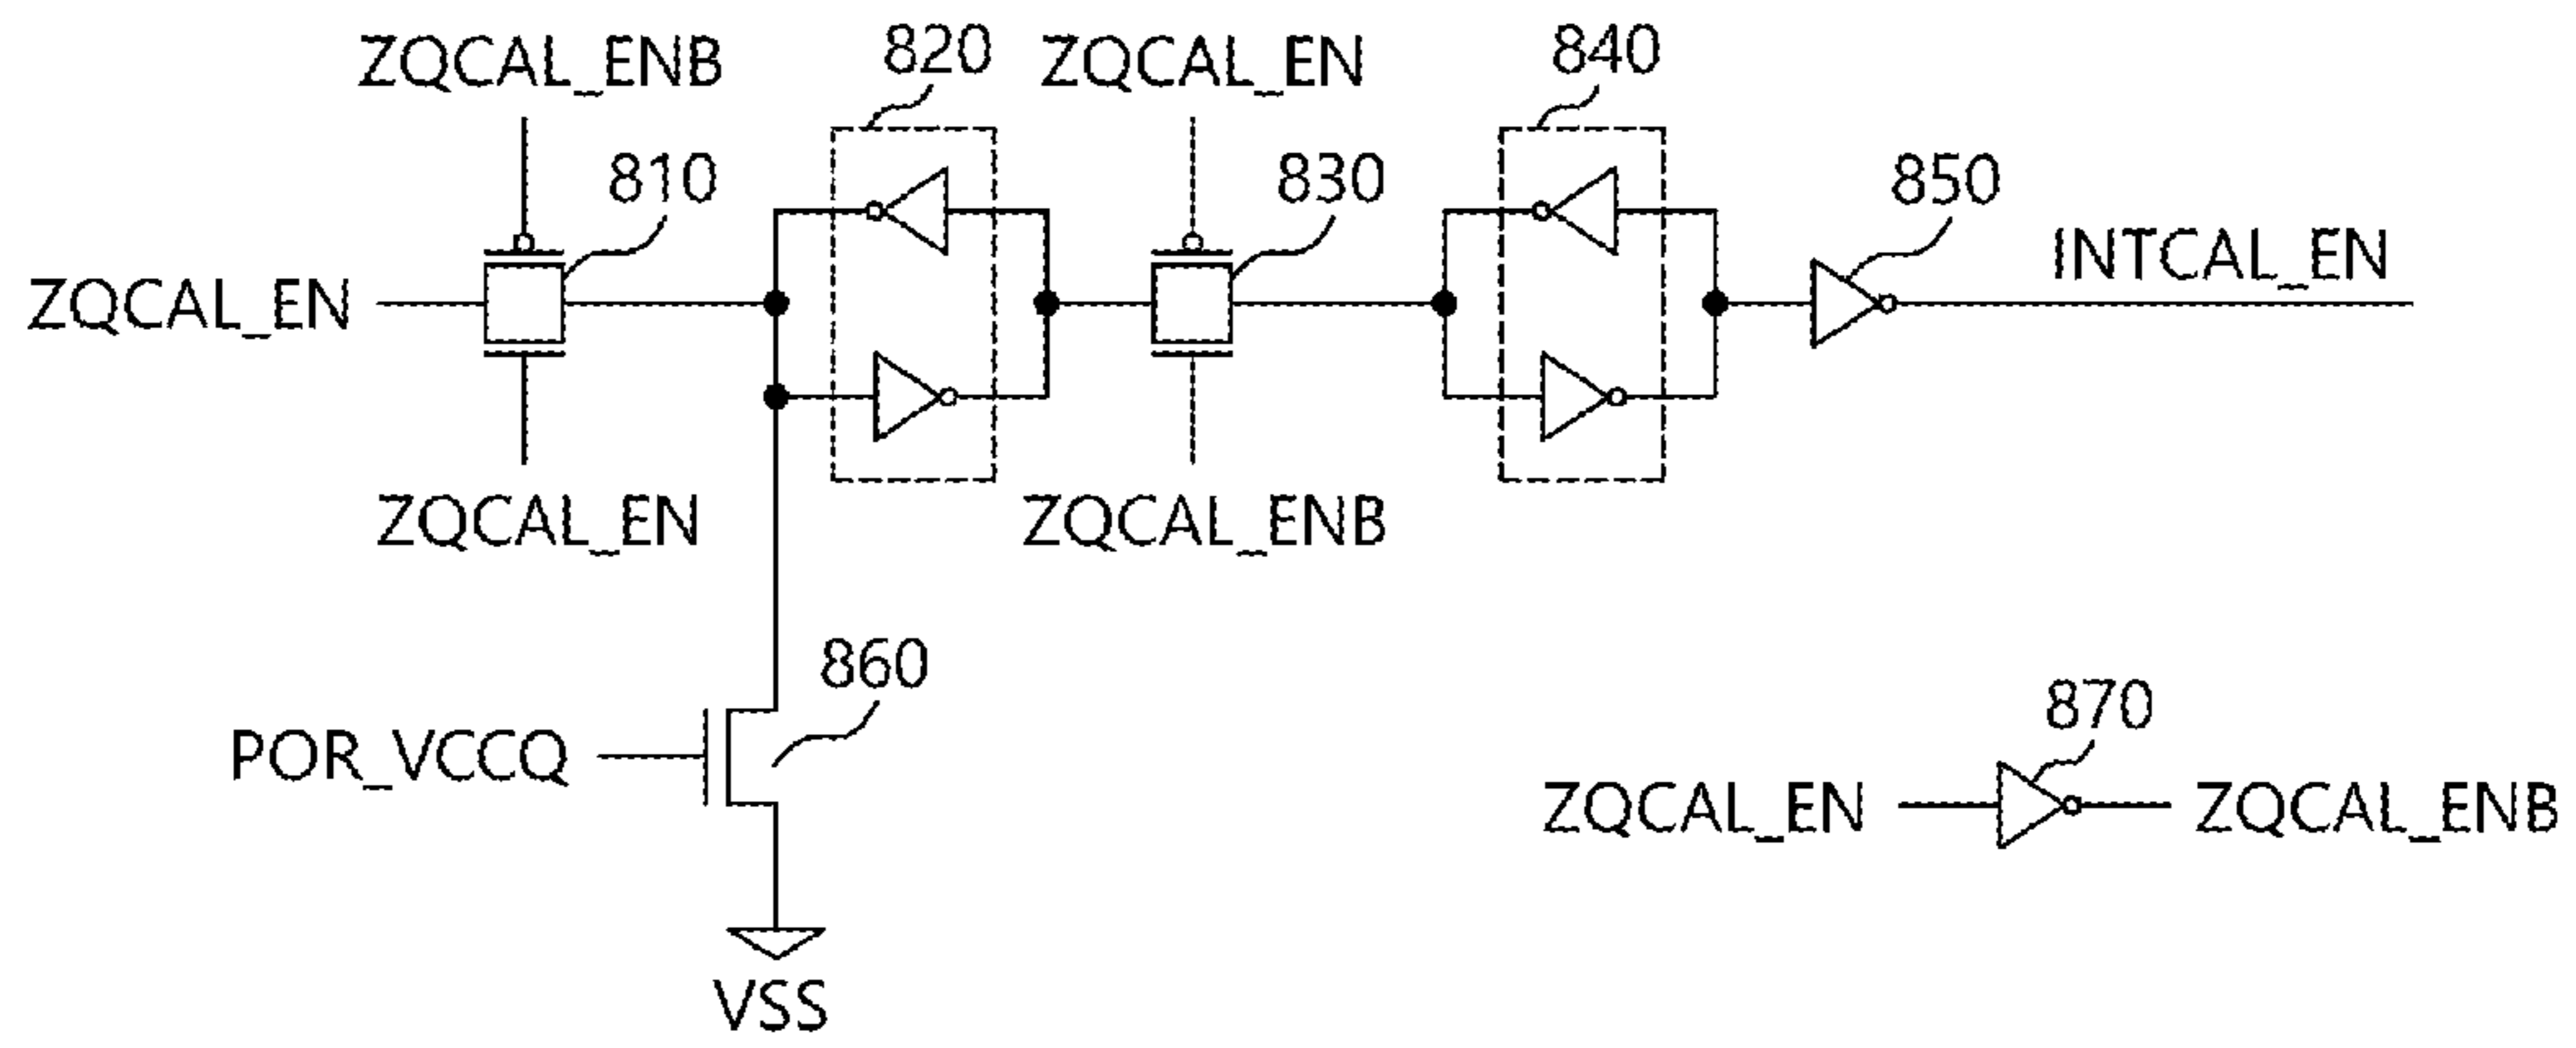 ZQCAL_ENB
820
ZQCAL_EN
840
810
830
850
ZQCAL_EN
INTCAL_EN
ZQCAL_EN
ZQCAL_ENB
860
POR_VCCQ
870
ZQCAL_EN
ZQCAL_ENB
VSS